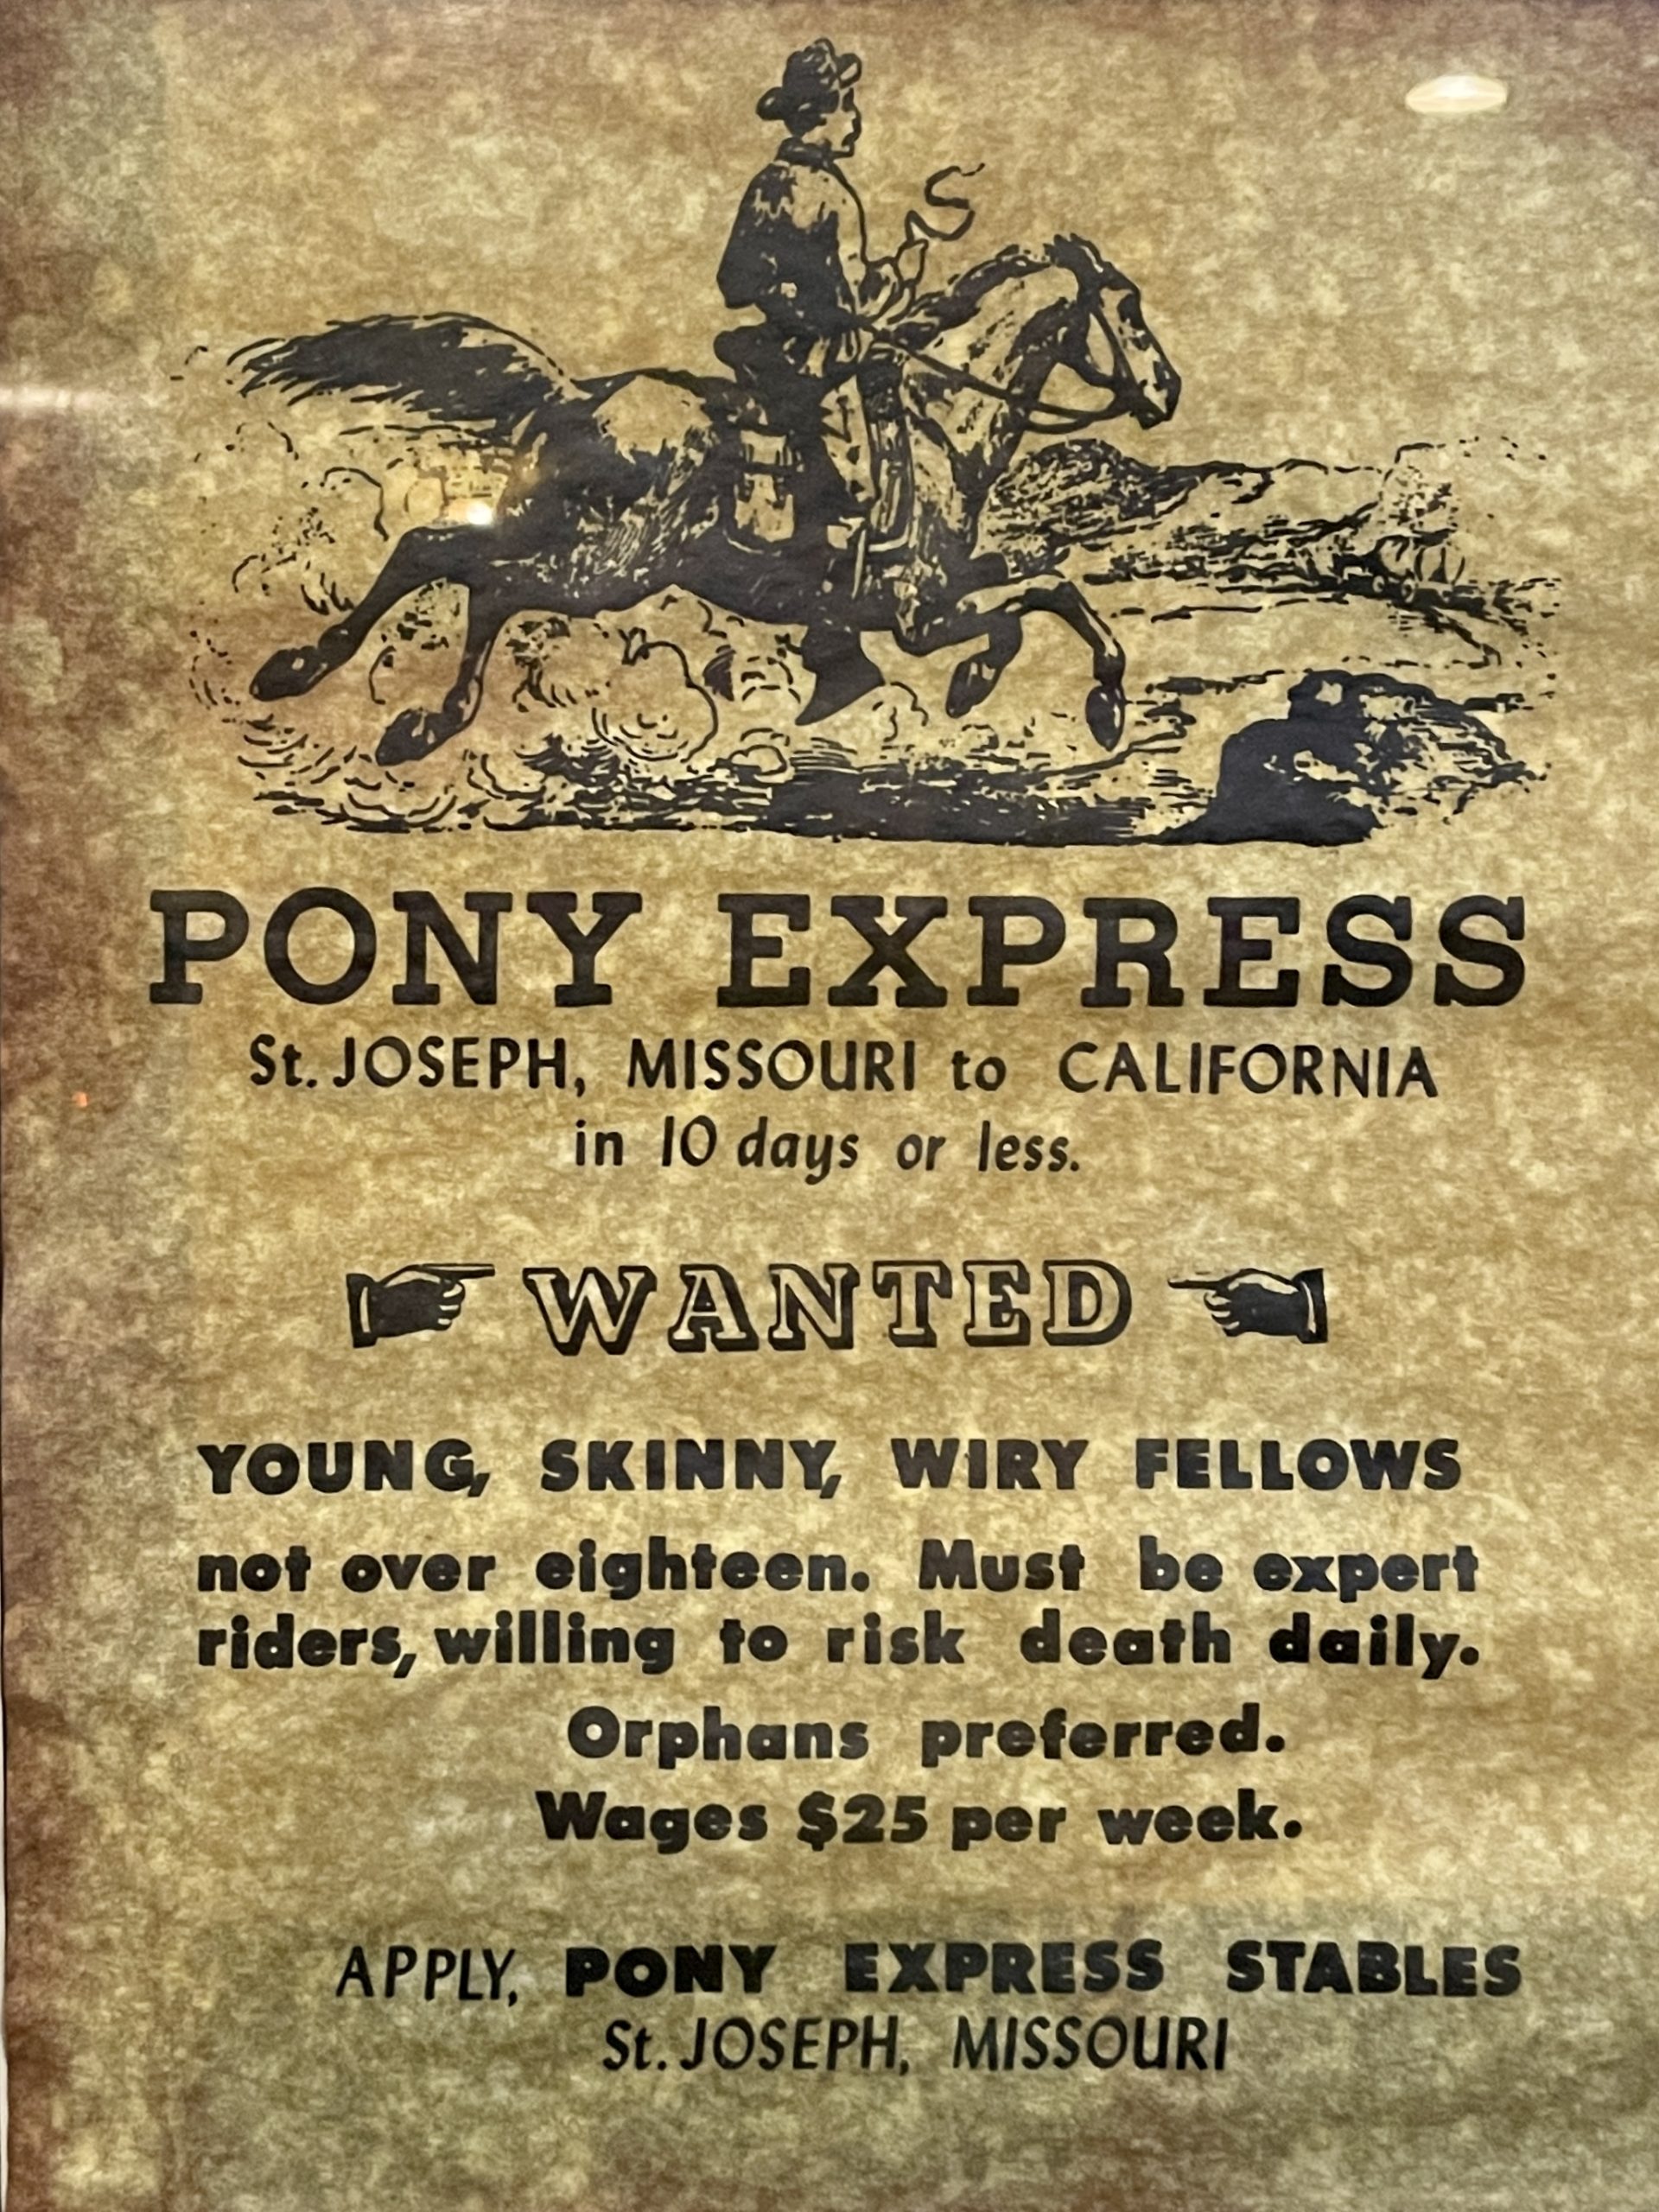 PONY EXPRESS
St. JOSEPH, MISSOURI to CALIFORNIA
in 10 days or less.
WANTED
YOUNG, SKINNY, WIRY FELLOWS
not over eighteen. Must be expert
riders, willing to risk death daily.
Orphans preferred.
Wages $25 per week.
APPLY, PONY EXPRESS STABLES
St. JOSEPH, MISSOURI